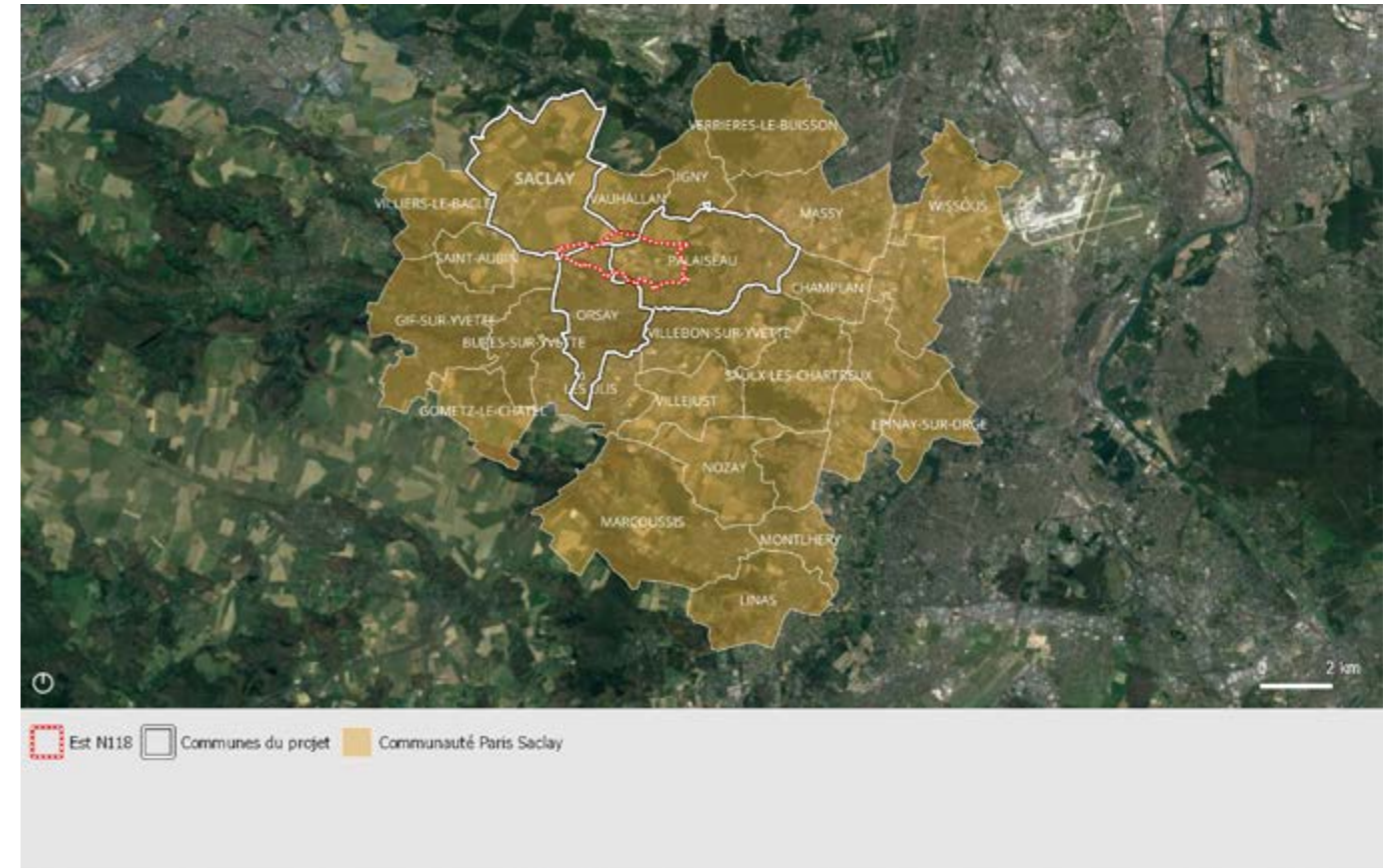 VERRIERES-LE-BUISSON
SACLAY
IGNY
VAUHALLAN
VILLIERS-LE-BACLE
MASSY
WISSOUS
SAINT-AUBIN
PALAISEAU
CHAMPLAN
ORSAY
GIF-SUR-YVETTE
VILLEBON-SUR-YVETTE
BURES-SUR-YVETTE
SAULX-LES-CHARTREUX
LES ULIS
VILLEJUST
GOMETZ-LE-CHATEL
EPINAY-SUR-ORGE
NOZAY
MARCOUSSIS
MONTLHERY
LINAS
0 2 km
Est N118 Communes du projet Communauté Paris Saclay